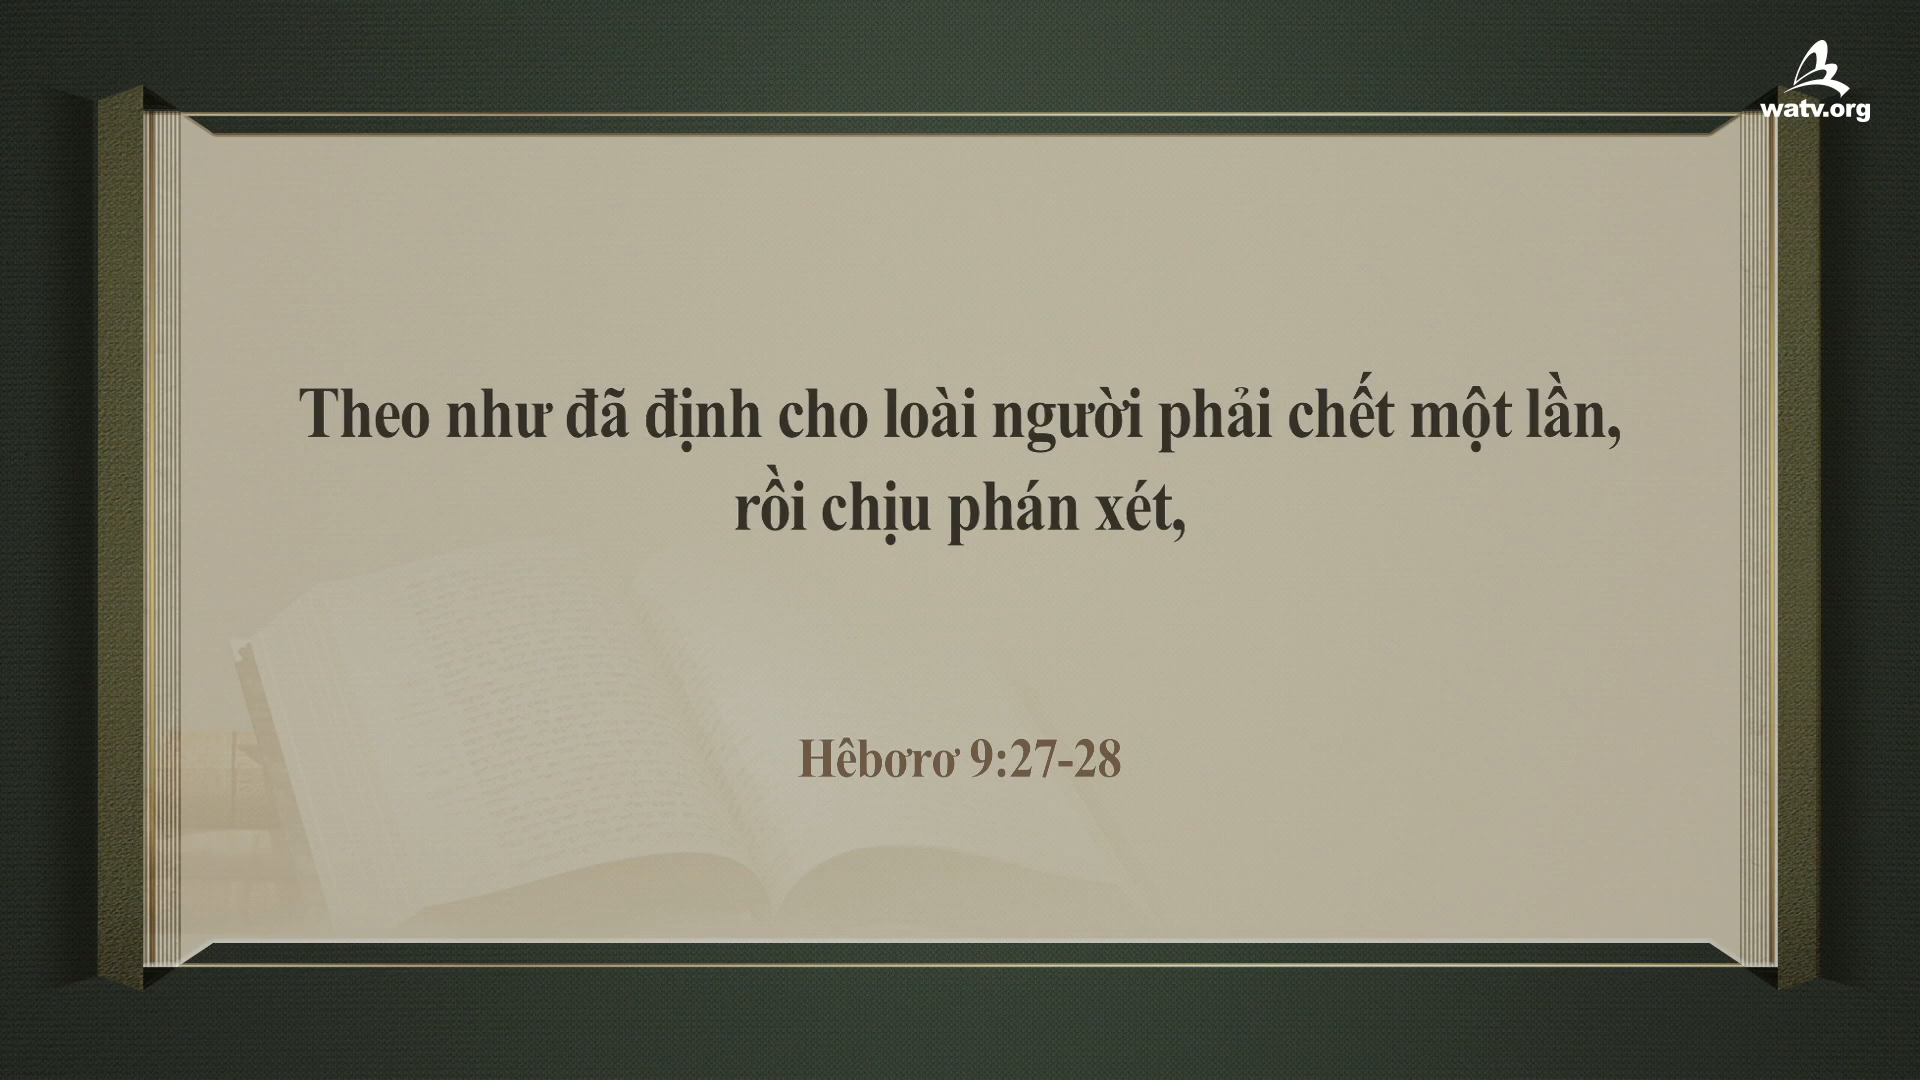 watv.org
Theo như đã định cho loài người phải chết một lần,
rồi chịu phán xét,
Hêbơrơ 9:27-28